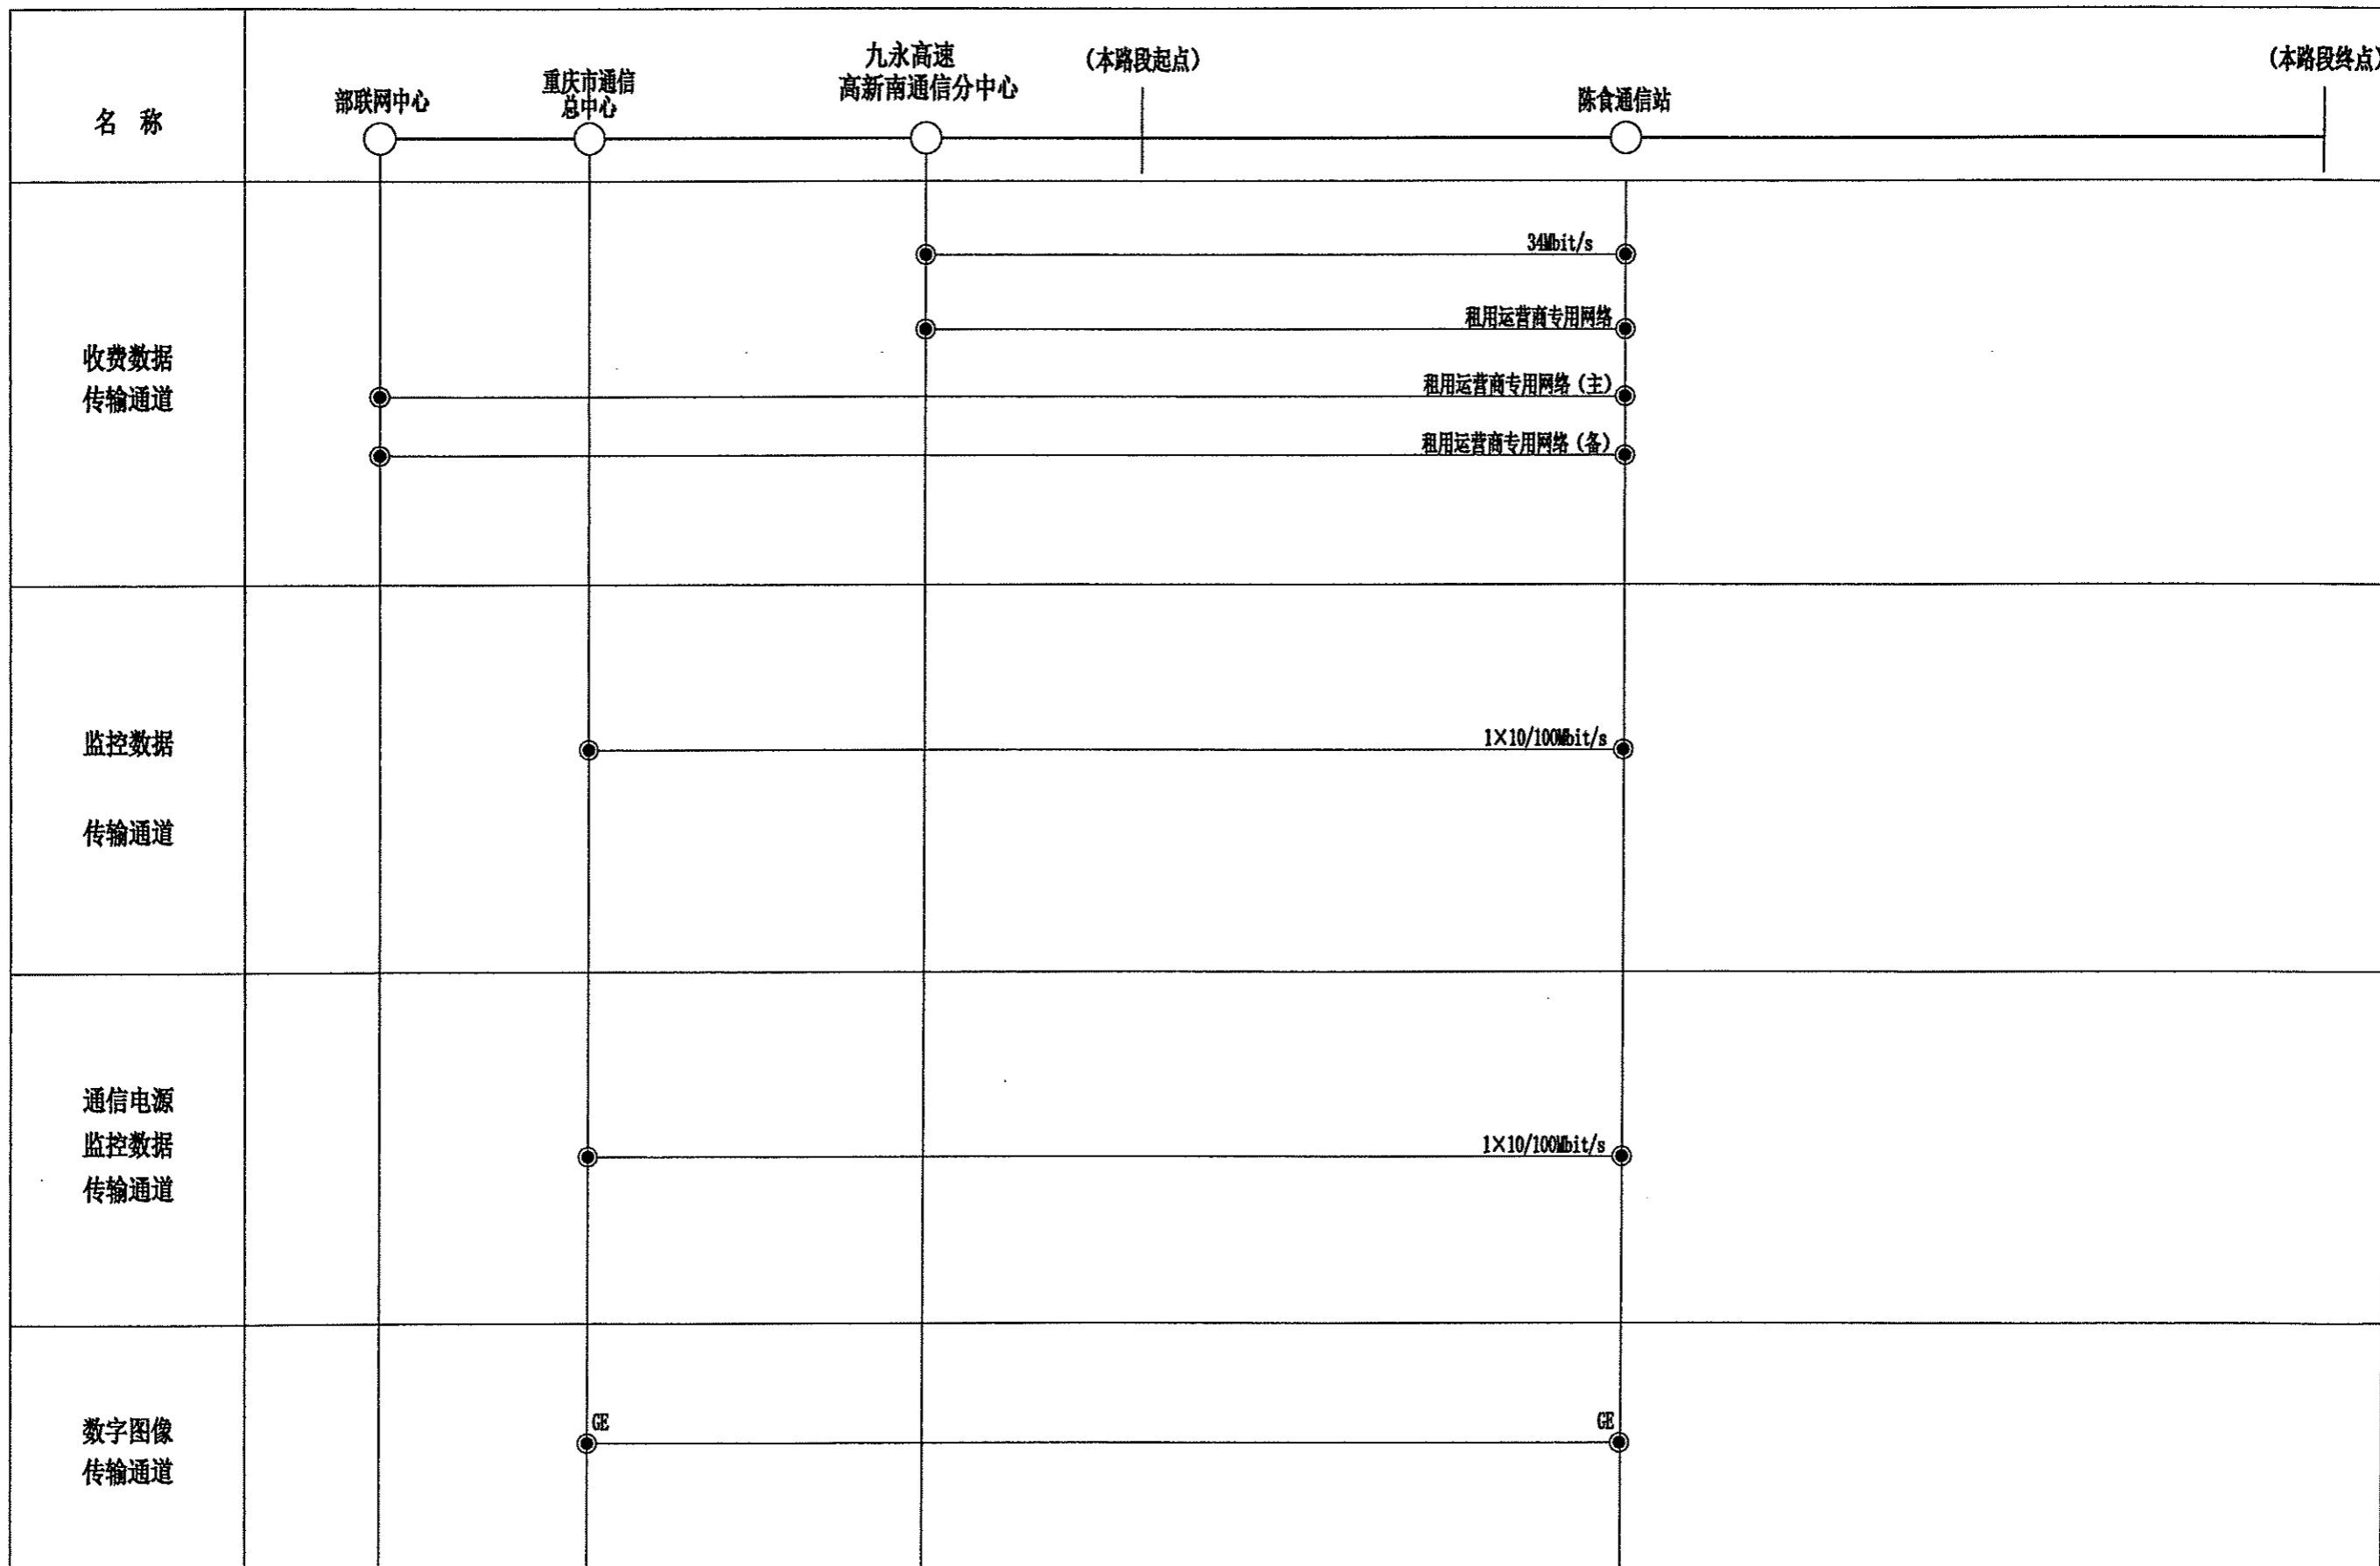 名 称
部联网中心
重庆市通信
总中心
九永高速
高新南通信分中心
(本路段起点)
陈食通信站
(本路段终点)
收费数据
传输通道
34Mbit/s
租用运营商专用网络
租用运营商专用网络(主)
租用运营商专用网络(备)
监控数据
传输通道
1×10/100Mbit/s
通信电源
监控数据
传输通道
1×10/100Mbit/s
数字图像
传输通道
GE
GE